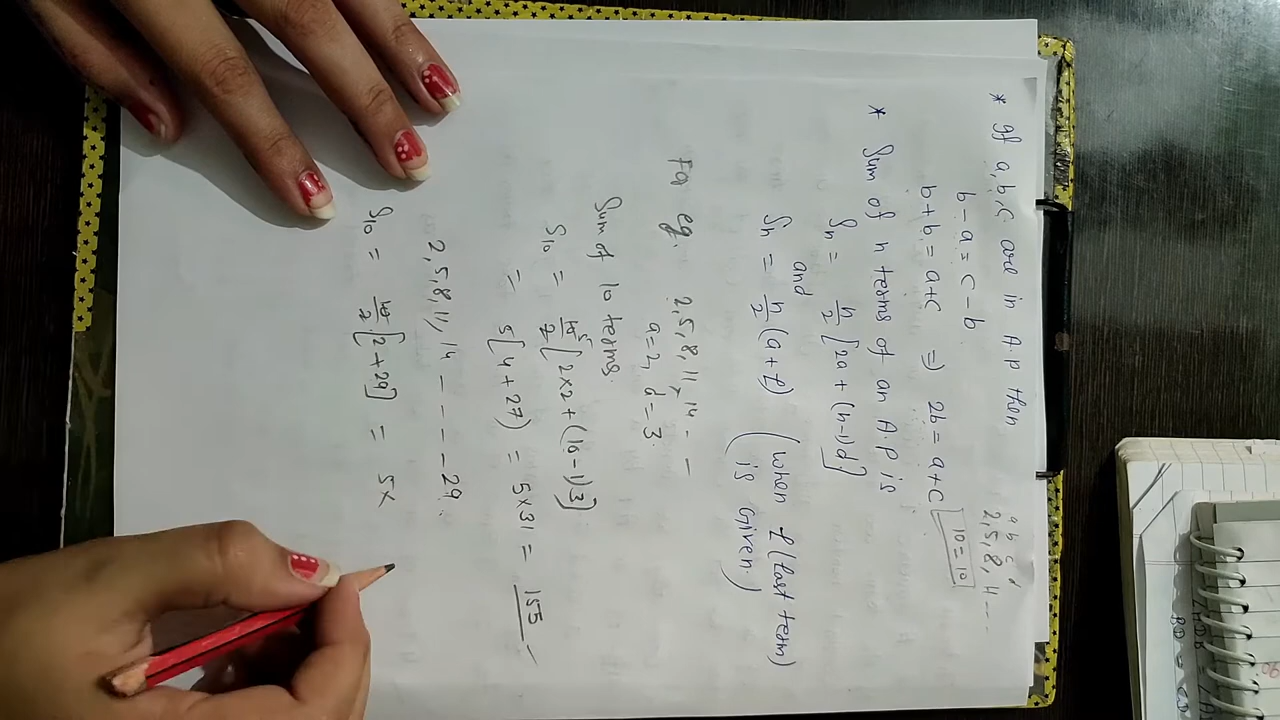 * If a, b, c are in A.P then
a b c d
2, 5, 8, 11 ---
b - a = c - b
10 = 10
b + b = a + c ⇒ 2b = a + c
* Sum of n terms of an A.P is
Sn = n/2 [2a + (n-1)d]
and
Sn = n/2 (a + l) (when l (last term) is given.)
For eg. 2, 5, 8, 11, 14 - -
a = 2, d = 3
Sum of 10 terms.
S10 = 10/2 5 [2×2 + (10-1)3]
= 5[4 + 27) = 5×31 = 155
2, 5, 8, 11, 14 - - - - 29.
S10 = 10/2 [2 + 29] = 5×